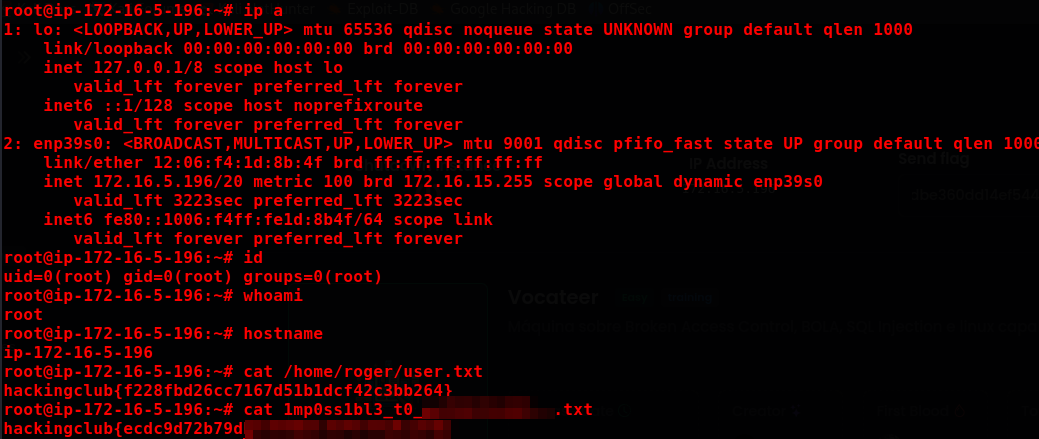 root@ip-172-16-5-196:~# ip a
1: lo: <LOOPBACK,UP,LOWER_UP> mtu 65536 qdisc noqueue state UNKNOWN group default qlen 1000
    link/loopback 00:00:00:00:00:00 brd 00:00:00:00:00:00
    inet 127.0.0.1/8 scope host lo
       valid_lft forever preferred_lft forever
    inet6 ::1/128 scope host noprefixroute
       valid_lft forever preferred_lft forever
2: enp39s0: <BROADCAST,MULTICAST,UP,LOWER_UP> mtu 9001 qdisc pfifo_fast state UP group default qlen 1000
    link/ether 12:06:f4:1d:8b:4f brd ff:ff:ff:ff:ff:ff
    inet 172.16.5.196/20 metric 100 brd 172.16.15.255 scope global dynamic enp39s0
       valid_lft 3223sec preferred_lft 3223sec
    inet6 fe80::1006:f4ff:fe1d:8b4f/64 scope link
       valid_lft forever preferred_lft forever
root@ip-172-16-5-196:~# id
uid=0(root) gid=0(root) groups=0(root)
root@ip-172-16-5-196:~# whoami
root
root@ip-172-16-5-196:~# hostname
ip-172-16-5-196
root@ip-172-16-5-196:~# cat /home/roger/user.txt
hackingclub{f228fbd26cc7167d51b1dcf42c3bb264}
root@ip-172-16-5-196:~# cat 1mp0ss1bl3_t0_ .txt
hackingclub{ecdc9d72b79d
Exploit-DB
Google Hacking DB
OffSec
IP Address
Send flag
Vocateer